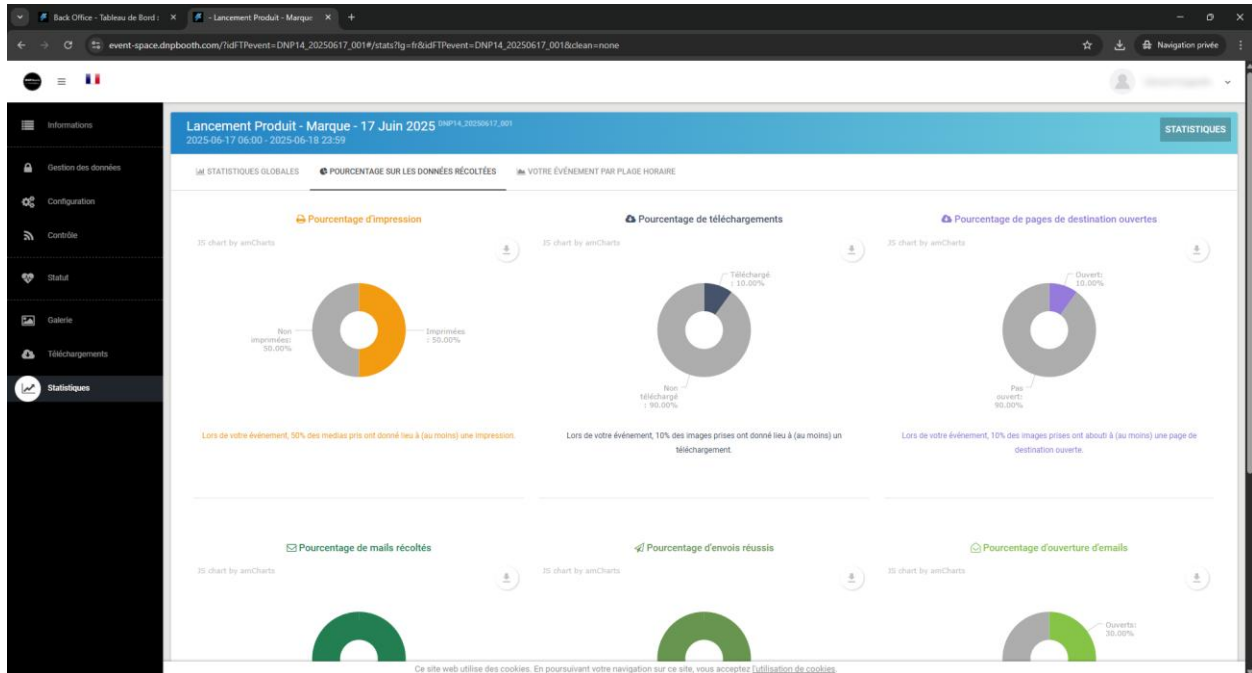 Back Office - Tableau de Bord :
- Lancement Produit - Marque
event-space.dnpbooth.com/?idFTPevent=DNP14_20250617_001#/stats?lg=fr&idFTPevent=DNP14_20250617_001&clean=none
Navigation privée
Informations
Gestion des données
Configuration
Contrôle
Statut
Galerie
Téléchargements
Statistiques
Lancement Produit - Marque - 17 Juin 2025 DNP14_20250617_001
2025-06-17 06:00 - 2025-06-18 23:59
STATISTIQUES
STATISTIQUES GLOBALES
POURCENTAGE SUR LES DONNÉES RÉCOLTÉES
VOTRE ÉVÉNEMENT PAR PLAGE HORAIRE
Pourcentage d'impression
JS chart by amCharts
Non
imprimées:
50.00%
Imprimées
: 50.00%
Lors de votre événement, 50% des medias pris ont donné lieu à (au moins) une impression.
Pourcentage de téléchargements
JS chart by amCharts
Téléchargé
: 10.00%
Non
téléchargé
: 90.00%
Lors de votre événement, 10% des images prises ont donné lieu à (au moins) un
téléchargement.
Pourcentage de pages de destination ouvertes
JS chart by amCharts
Ouvert:
10.00%
Pas
ouvert:
90.00%
Lors de votre événement, 10% des images prises ont abouti à (au moins) une page de
destination ouverte.
Pourcentage de mails récoltés
JS chart by amCharts
Pourcentage d'envois réussis
JS chart by amCharts
Pourcentage d'ouverture d'emails
JS chart by amCharts
Ouverts:
30.00%
Ce site web utilise des cookies. En poursuivant votre navigation sur ce site, vous acceptez l'utilisation de cookies.